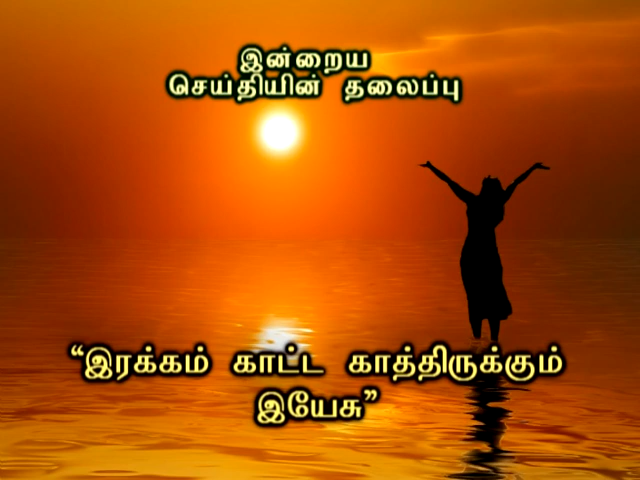 இன்றைய
செய்தியின் தலைப்பு
“இரக்கம் காட்ட காத்திருக்கும்
இயேசு”